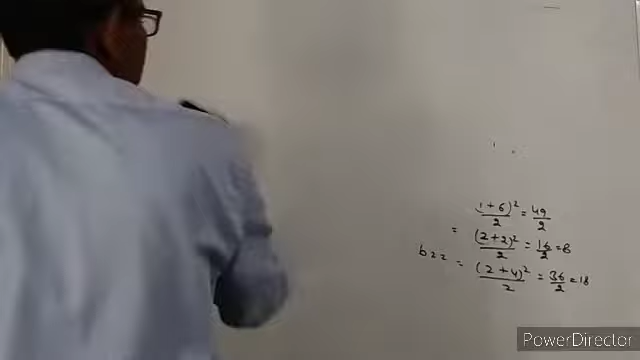 (1+6)²/2 = 49/2
= (2+2)²/2 = 16/2 = 8
b22 = (2+4)²/2 = 36/2 = 18
PowerDirector